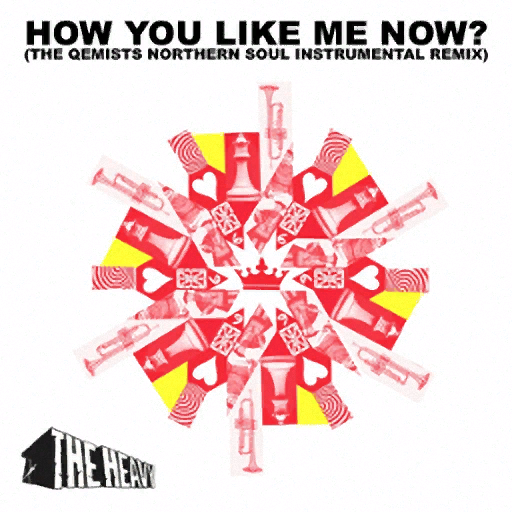 HOW YOU LIKE ME NOW?
(THE QEMISTS NORTHERN SOUL INSTRUMENTAL REMIX)
THE HEAVY